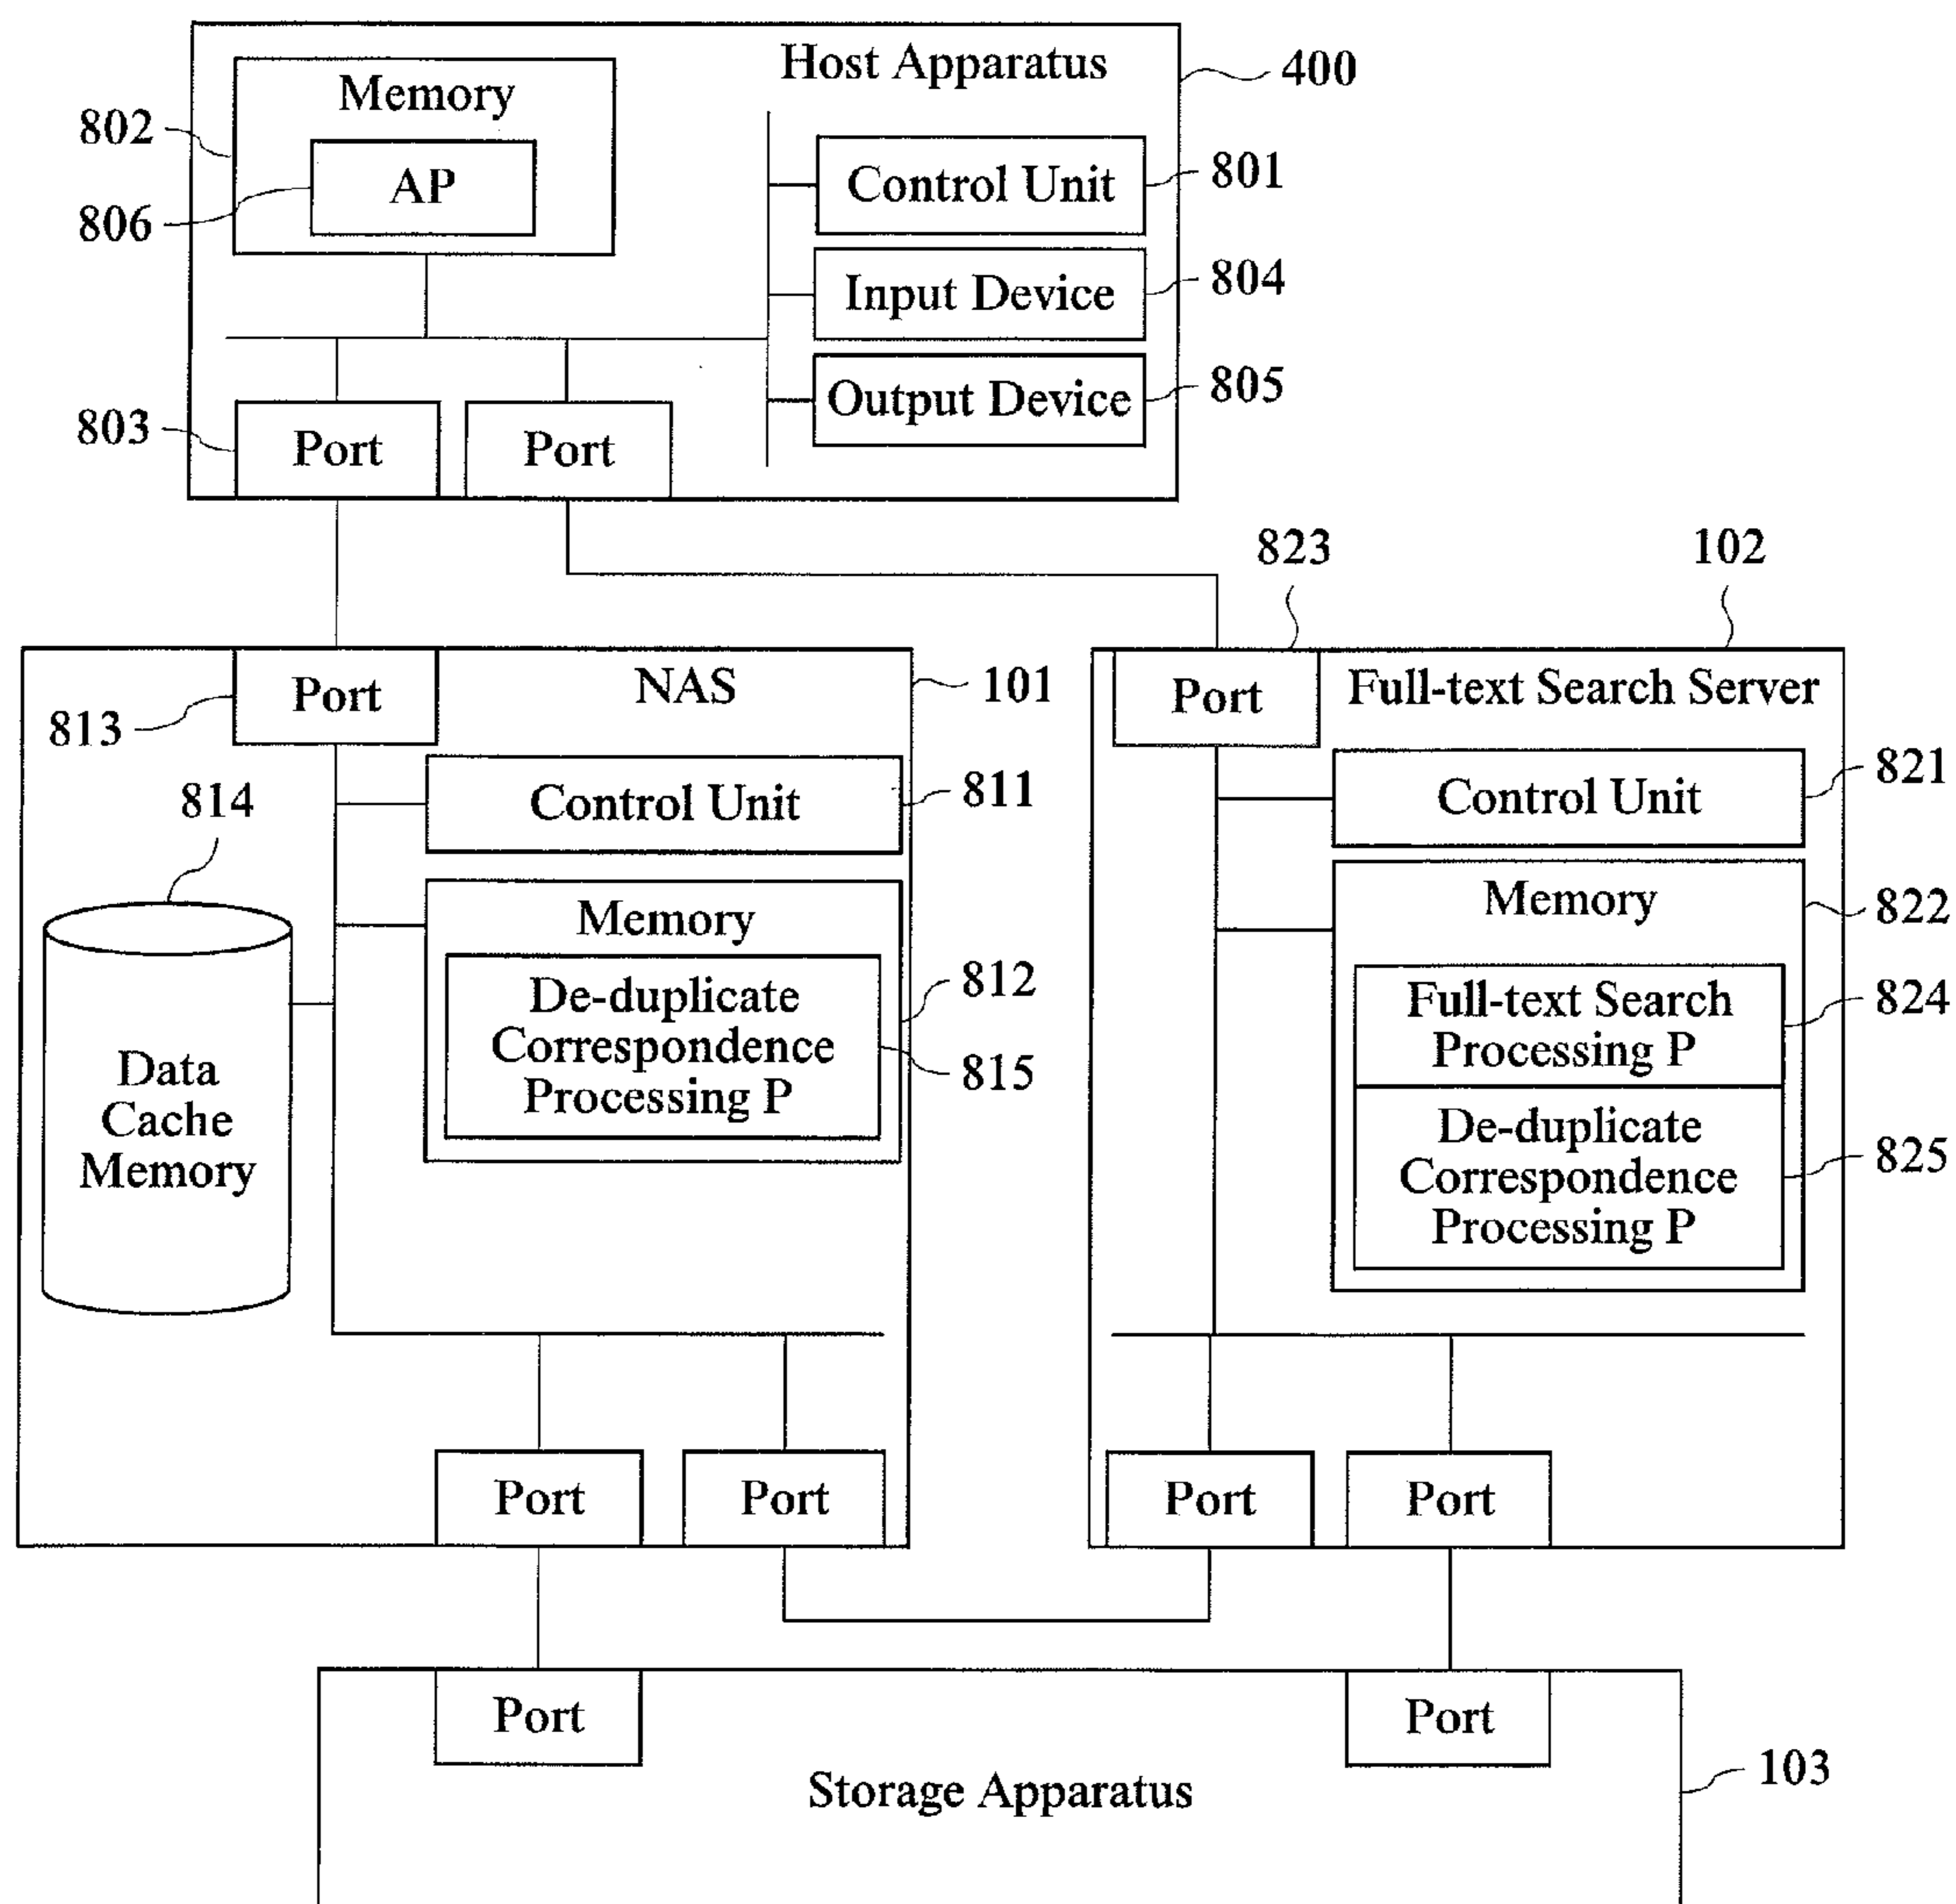 Host Apparatus
400
Memory
802
AP
806
Control Unit
801
Input Device
804
Output Device
805
803
Port
Port
823
102
Port
NAS
101
813
Port
Full-text Search Server
814
Control Unit
811
Control Unit
821
Memory
822
Memory
812
De-duplicate
Correspondence
Processing P
815
Full-text Search
Processing P
824
Data
Cache
Memory
De-duplicate
Correspondence
Processing P
825
Port
Port
Port
Port
Port
Port
Storage Apparatus
103